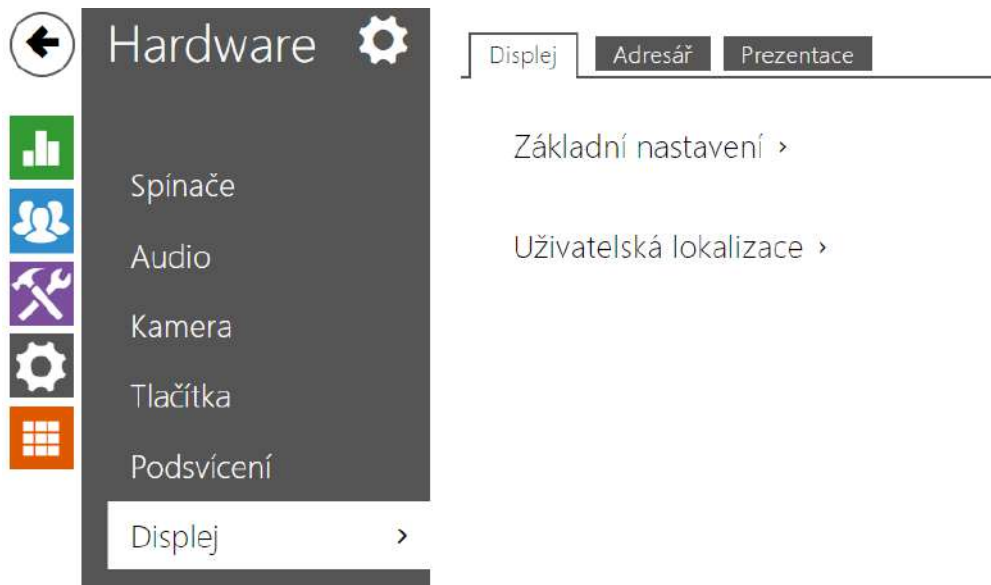 Hardware
Spínače
Audio
Kamera
Tlačítka
Podsvícení
Displej
Displej
Adresář
Prezentace
Základní nastavení
Uživatelská lokalizace